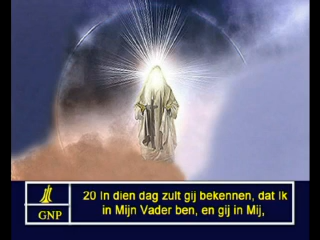 20 In dien dag zult gij bekennen, dat Ik
in Mijn Vader ben, en gij in Mij,
GNP